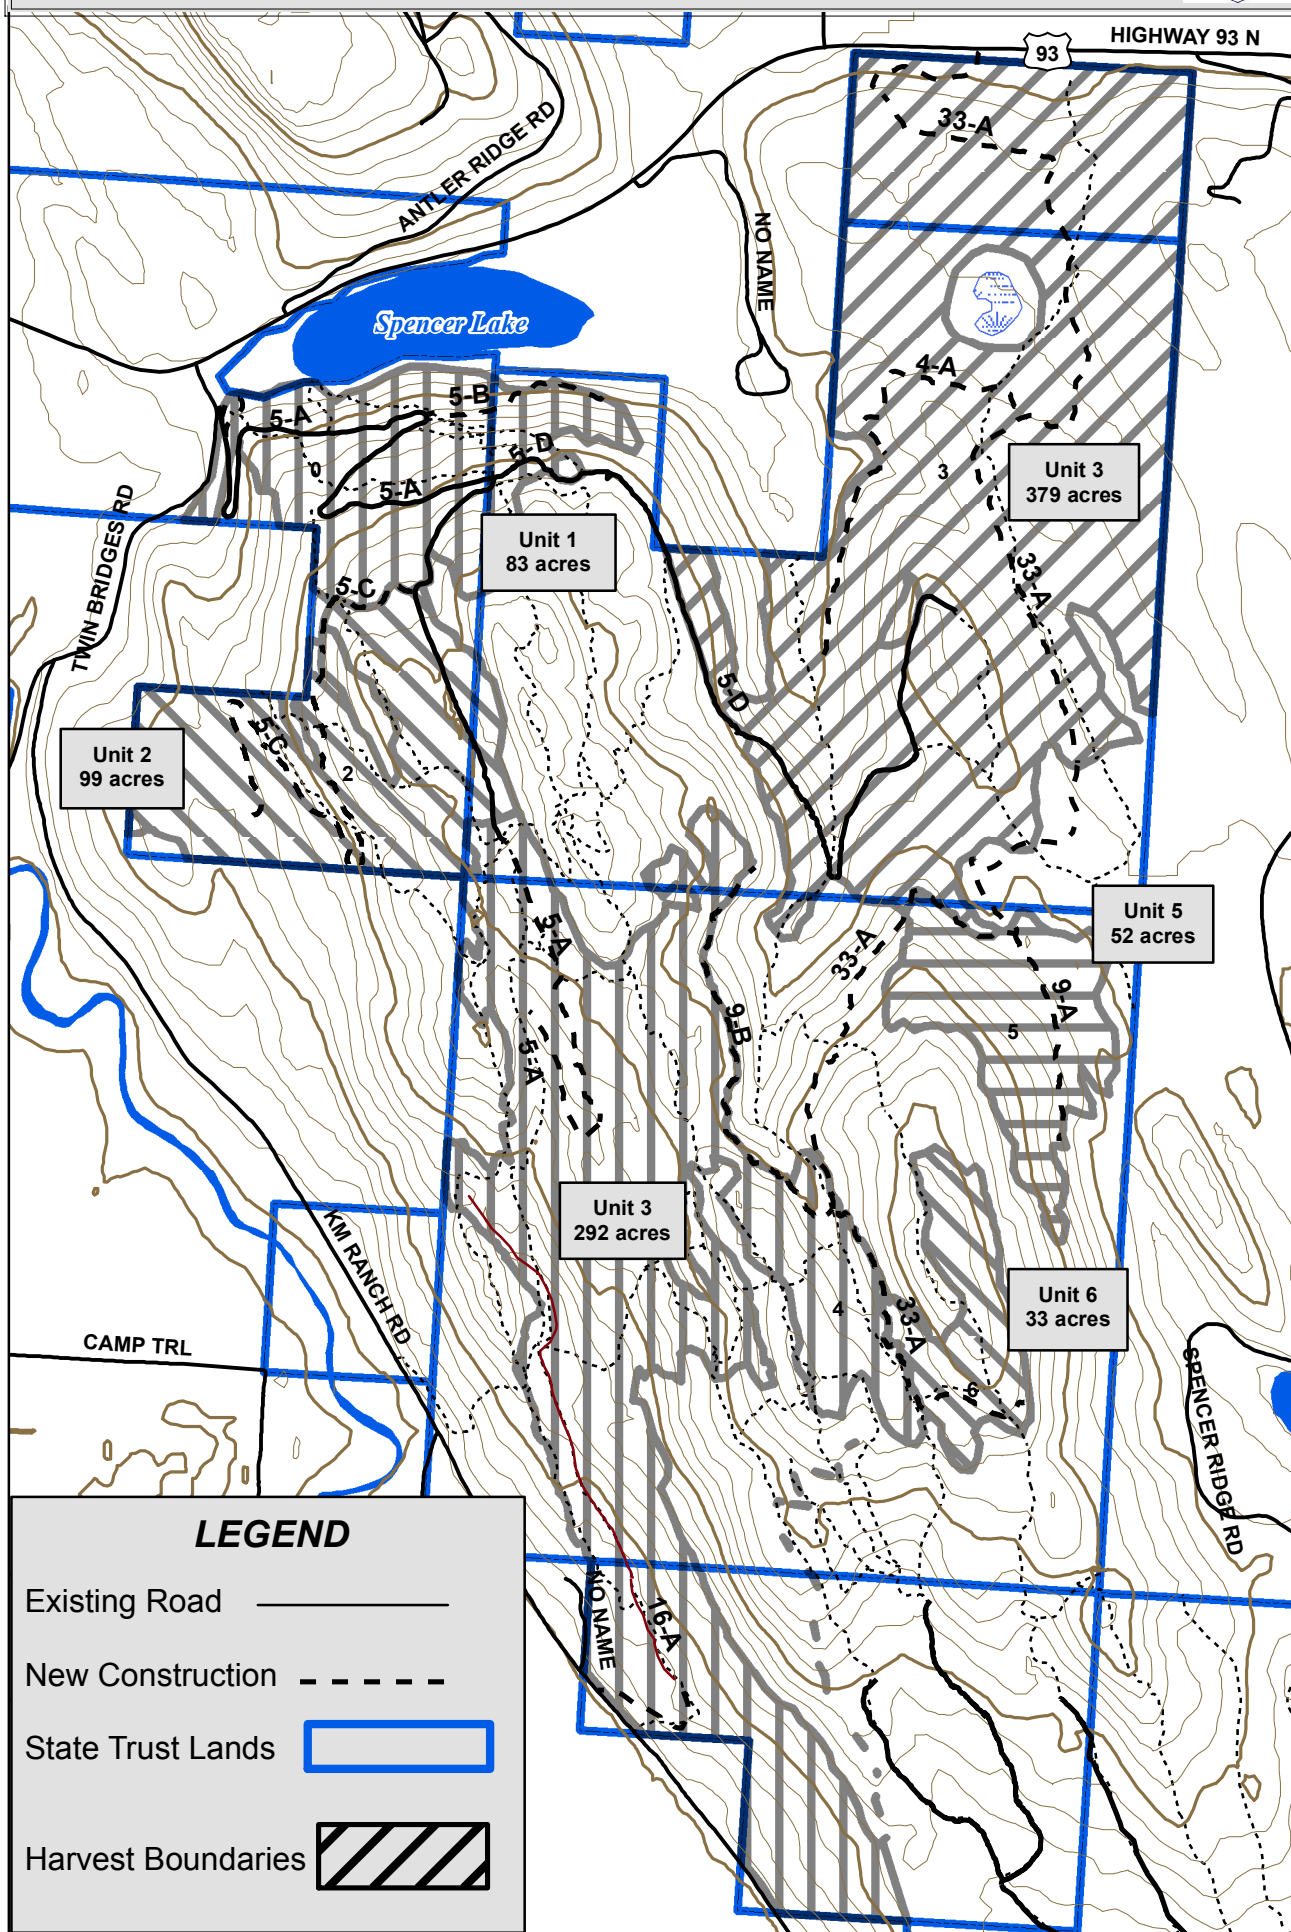 HIGHWAY 93 N
93
33-A
ANTLER RIDGE RD
NO NAME
Spencer Lake
4-A
5-B
5-A
5-D
0
3
Unit 3
379 acres
5-A
TWIN BRIDGES RD
Unit 1
83 acres
33-A
5-C
5-D
5-C
Unit 2
99 acres
2
Unit 5
52 acres
5-A
33-A
9-A
9-B
5
5-A
Unit 3
292 acres
KM RANCH RD
Unit 6
33 acres
4
33-A
CAMP TRL
6
SPENCER RIDGE RD
NO NAME
16-A
LEGEND
Existing Road
New Construction
State Trust Lands
Harvest Boundaries